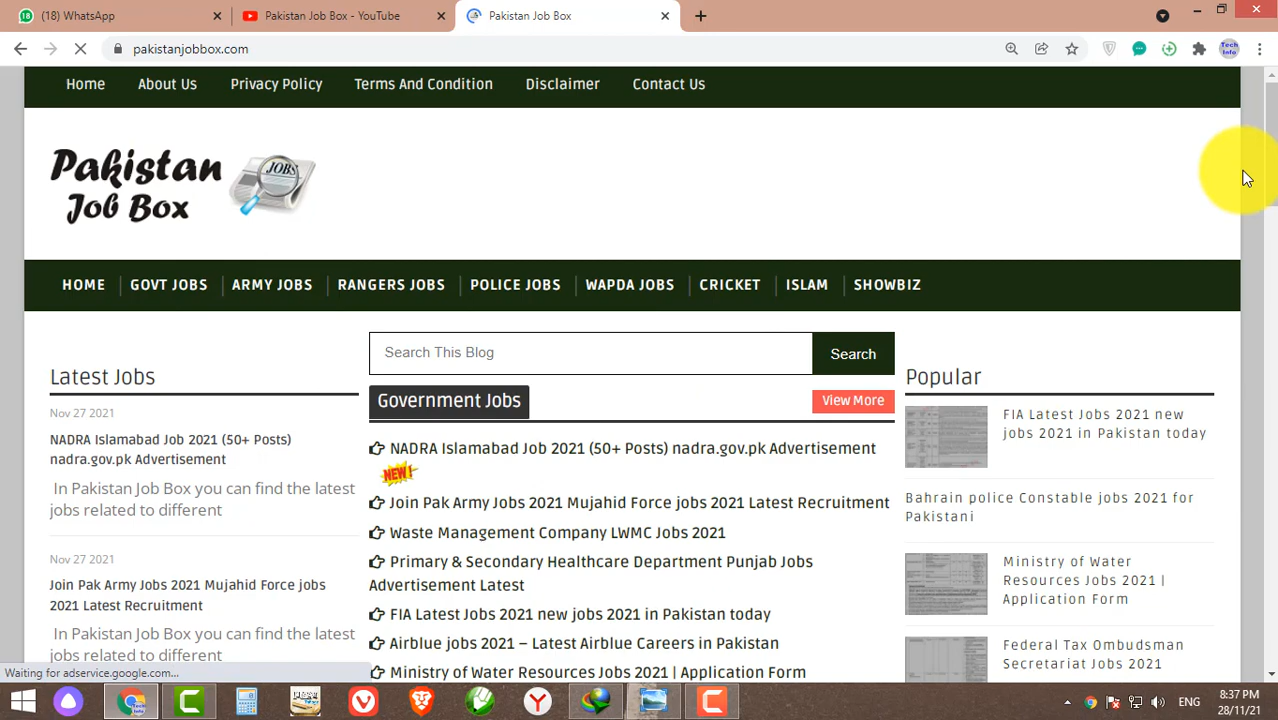 (18) WhatsApp
Pakistan Job Box - YouTube
Pakistan Job Box
pakistanjobbox.com
Tech Info
Home
About Us
Privacy Policy
Terms And Condition
Disclaimer
Contact Us
Pakistan
Job Box
JOBS
HOME
GOVT JOBS
ARMY JOBS
RANGERS JOBS
POLICE JOBS
WAPDA JOBS
CRICKET
ISLAM
SHOWBIZ
Latest Jobs
Nov 27 2021
NADRA Islamabad Job 2021 (50+ Posts)
nadra.gov.pk Advertisement
In Pakistan Job Box you can find the latest
jobs related to different
Nov 27 2021
Join Pak Army Jobs 2021 Mujahid Force jobs
2021 Latest Recruitment
In Pakistan Job Box you can find the latest
jobs related to different
Search This Blog
Search
Government Jobs
View More
NADRA Islamabad Job 2021 (50+ Posts) nadra.gov.pk Advertisement
NEW!
Join Pak Army Jobs 2021 Mujahid Force jobs 2021 Latest Recruitment
Waste Management Company LWMC Jobs 2021
Primary & Secondary Healthcare Department Punjab Jobs
Advertisement Latest
FIA Latest Jobs 2021 new jobs 2021 in Pakistan today
Airblue jobs 2021 – Latest Airblue Careers in Pakistan
Ministry of Water Resources Jobs 2021 | Application Form
Popular
FIA Latest Jobs 2021 new
jobs 2021 in Pakistan today
Bahrain police Constable jobs 2021 for
Pakistani
Ministry of Water
Resources Jobs 2021 |
Application Form
Federal Tax Ombudsman
Secretariat Jobs 2021
Waiting for adservice.google.com...
ENG
8:37 PM
28/11/21